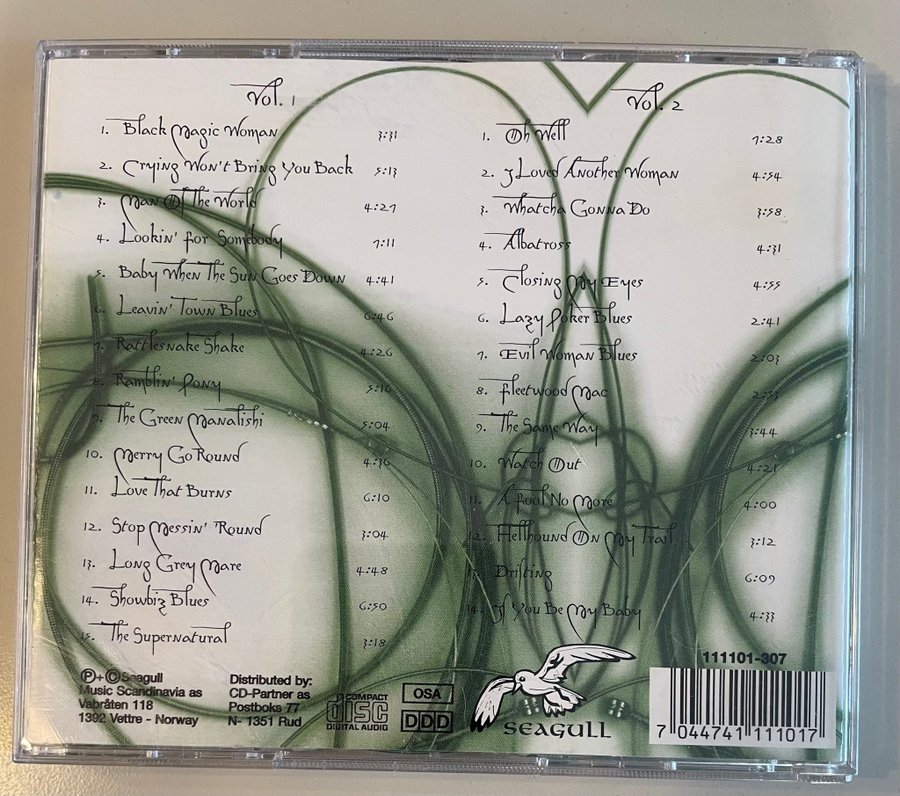 Vol. 1
1. Black Magic Woman 3:31
2. Crying Won't Bring You Back 5:13
3. Man Of The World 4:27
4. Lookin' for Somebody 7:11
5. Baby When The Sun Goes Down 4:41
6. Leavin' Town Blues 6:46
7. Rattlesnake Shake 4:26
8. Ramblin' Pony 5:16
9. The Green Manalishi 5:04
10. Merry Go Round 4:36
11. Love That Burns 6:10
12. Stop Messin' Round 3:04
13. Long Grey Mare 4:48
14. Showbiz Blues 6:50
15. The Supernatural 3:18
Vol. 2
1. Oh Well 7:28
2. I Loved Another Woman 4:54
3. Whatcha Gonna Do 3:58
4. Albatross 4:31
5. Closing My Eyes 4:55
6. Lazy Poker Blues 2:41
7. Evil Woman Blues 2:03
8. Fleetwood Mac 2:53
9. The Same Way 3:44
10. Watch Out 4:21
11. A Fool No More 4:00
12. Hellhound On My Trail 3:12
13. Drifting 6:09
14. If You Be My Baby 4:33
Ⓟ+Ⓒ Seagull
Music Scandinavia as
Vabråten 118
1392 Vettre - Norway
Distributed by:
CD-Partner as
Postboks 77
N- 1351 Rud
COMPACT
disc
DIGITAL AUDIO
OSA
DDD
SEAGULL
111101-307
7 044741 111017